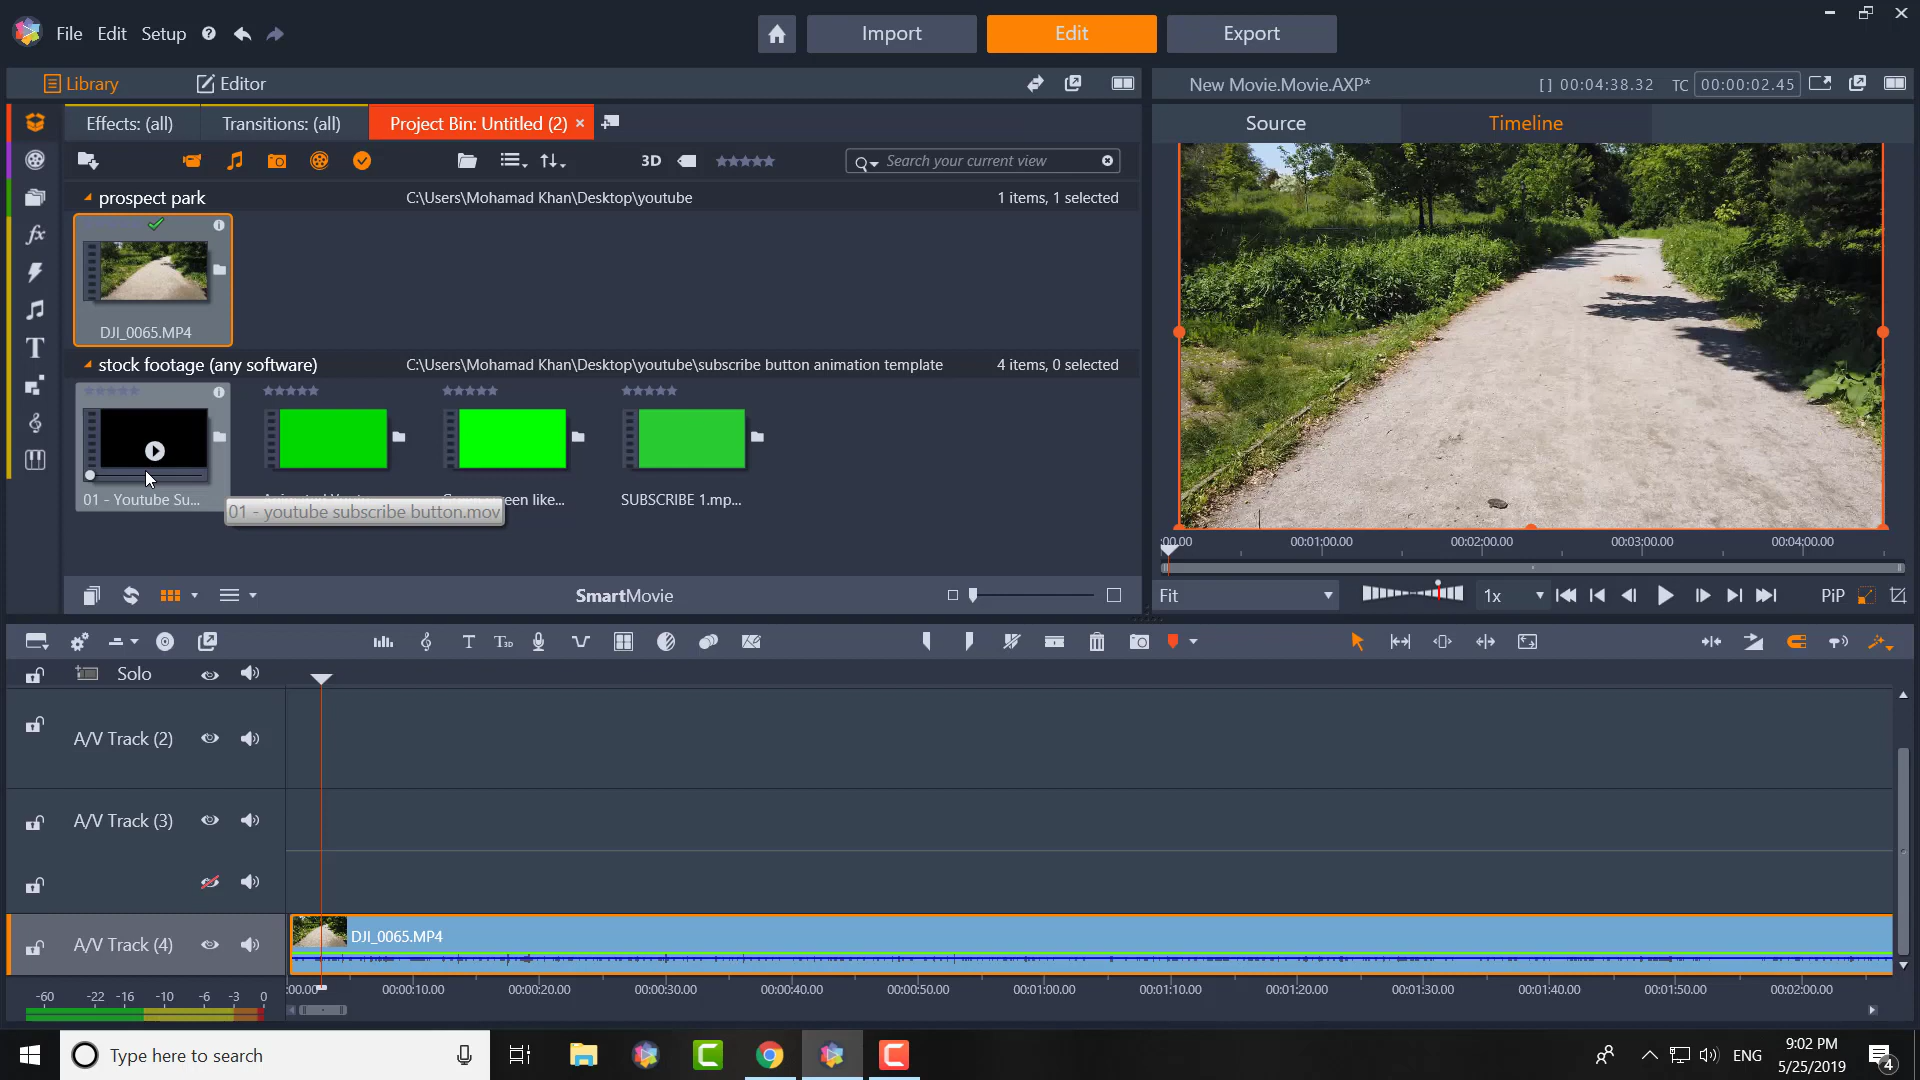 File Edit Setup
Import Edit Export
Library Editor
New Movie.Movie.AXP* [ ] 00:04:38.32 TC 00:00:02.45
Effects: (all) Transitions: (all) Project Bin: Untitled (2) ×
Source Timeline
3D Search your current view
prospect park C:\Users\Mohamad Khan\Desktop\youtube 1 items, 1 selected
DJI_0065.MP4
stock footage (any software) C:\Users\Mohamad Khan\Desktop\youtube\subscribe button animation template 4 items, 0 selected
01 - Youtube Su... SUBSCRIBE 1.mp...
01 - youtube subscribe button.mov
:00.00 00:01:00.00 00:02:00.00 00:03:00.00 00:04:00.00
SmartMovie
Fit 1x PiP
Solo
A/V Track (2)
A/V Track (3)
A/V Track (4)
DJI_0065.MP4
-60 -22 -16 -10 -6 -3 0
:00.00 00:00:10.00 00:00:20.00 00:00:30.00 00:00:40.00 00:00:50.00 00:01:00.00 00:01:10.00 00:01:20.00 00:01:30.00 00:01:40.00 00:01:50.00 00:02:00.00
Type here to search
ENG
9:02 PM
5/25/2019
4